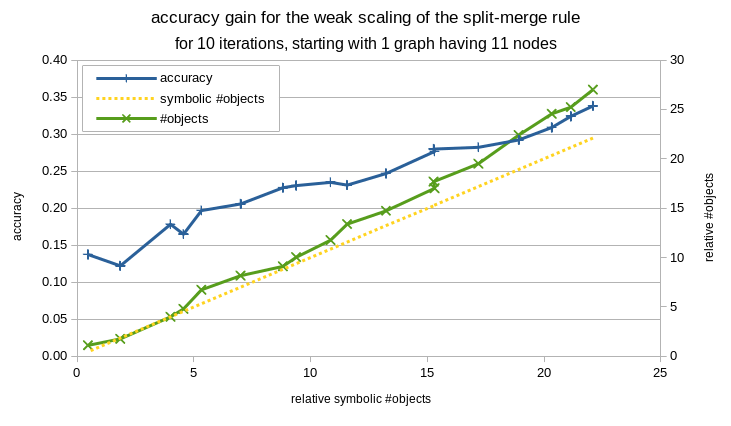 accuracy gain for the weak scaling of the split-merge rule
for 10 iterations, starting with 1 graph having 11 nodes
0.40
0.35
0.30
0.25
0.20
0.15
0.10
0.05
0.00
accuracy
accuracy
symbolic #objects
#objects
30
25
20
15
10
5
0
relative #objects
0 5 10 15 20 25
relative symbolic #objects